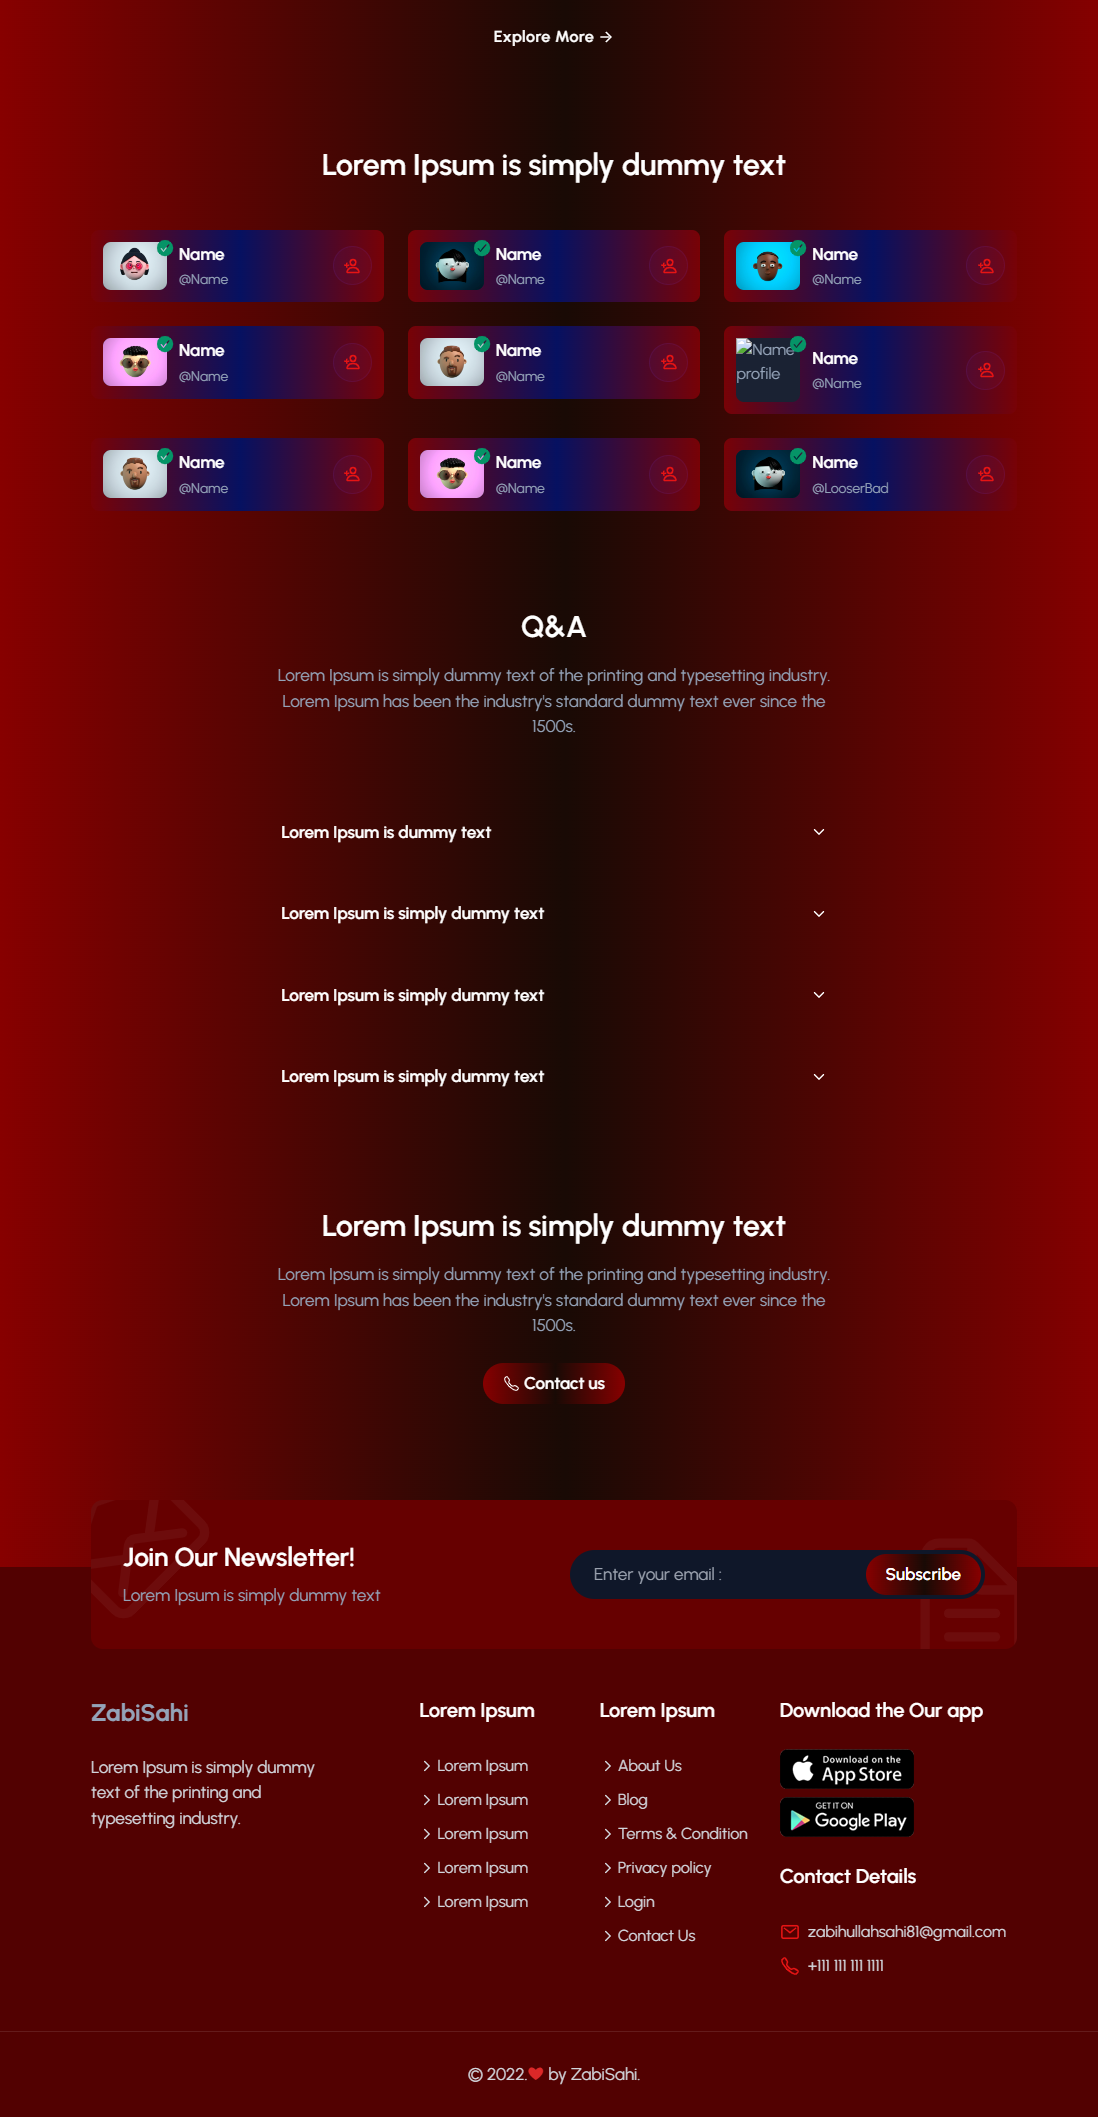 Explore More
Lorem Ipsum is simply dummy text
Name
@Name
Name
@Name
Name
@Name
Name
@Name
Name
@Name
Name
profile
Name
@Name
Name
@Name
Name
@Name
Name
@LooserBad
Q&A
Lorem Ipsum is simply dummy text of the printing and typesetting industry.
Lorem Ipsum has been the industry's standard dummy text ever since the
1500s.
Lorem Ipsum is dummy text
Lorem Ipsum is simply dummy text
Lorem Ipsum is simply dummy text
Lorem Ipsum is simply dummy text
Lorem Ipsum is simply dummy text
Lorem Ipsum is simply dummy text of the printing and typesetting industry.
Lorem Ipsum has been the industry's standard dummy text ever since the
1500s.
Contact us
Join Our Newsletter!
Lorem Ipsum is simply dummy text
Enter your email :
Subscribe
ZabiSahi
Lorem Ipsum is simply dummy
text of the printing and
typesetting industry.
Lorem Ipsum
Lorem Ipsum
Lorem Ipsum
Lorem Ipsum
Lorem Ipsum
Lorem Ipsum
Lorem Ipsum
About Us
Blog
Terms & Condition
Privacy policy
Login
Contact Us
Download the Our app
Download on the
App Store
GET IT ON
Google Play
Contact Details
zabihullahsahi81@gmail.com
+111 111 111 1111
© 2022.❤ by ZabiSahi.